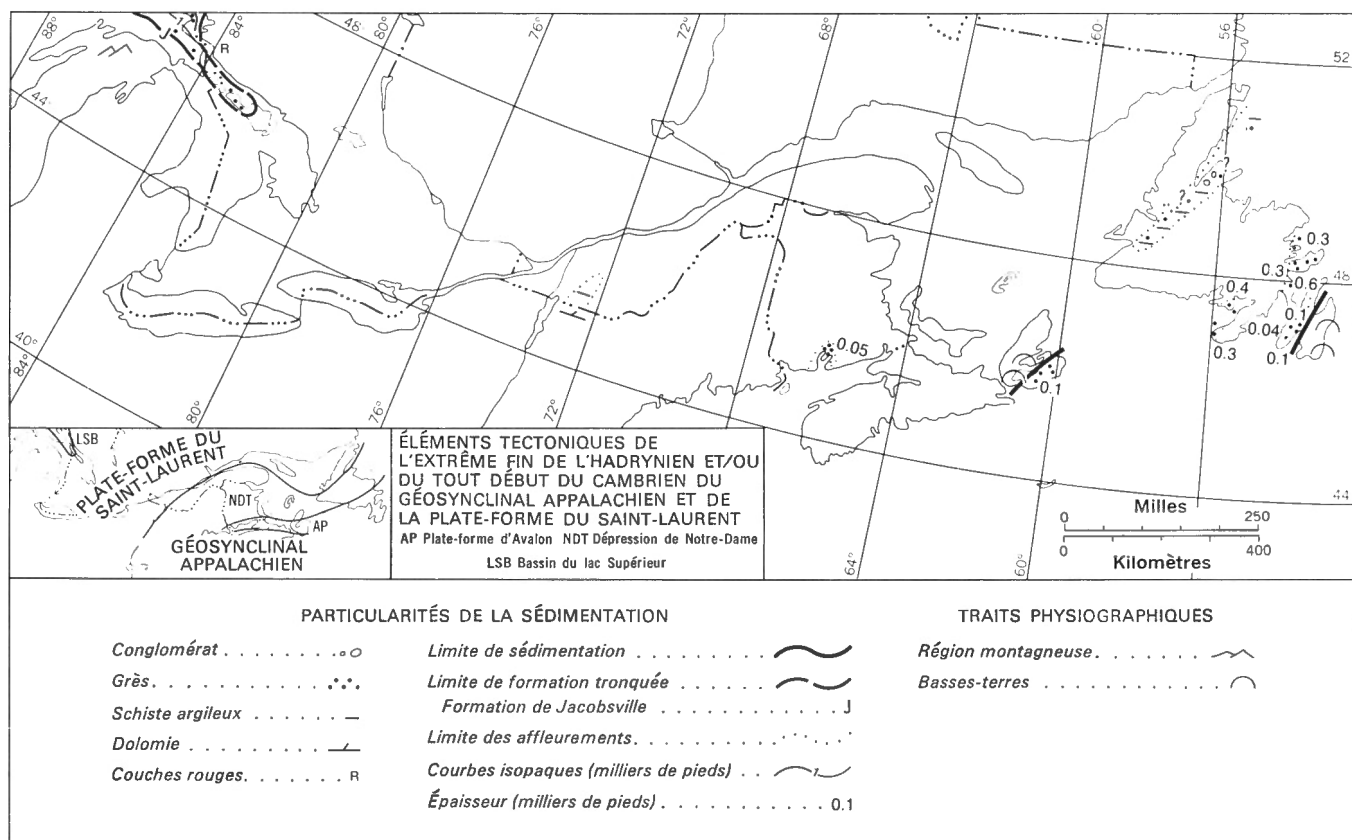 88° 84° 48° 80° 76° 72° 68° 60° 56° 52°
J R
44°
?
?
0.3
0.3 48°
0.4 0.6
0.1
0.04
40° 0.05
84° 0.3 0.1
0.1
80° 76° 72°
LSB
PLATE-FORME DU
SAINT-LAURENT
NDT
AP
GÉOSYNCLINAL
APPALACHIEN
ÉLÉMENTS TECTONIQUES DE
L'EXTRÊME FIN DE L'HADRYNIEN ET/OU
DU TOUT DÉBUT DU CAMBRIEN DU
GÉOSYNCLINAL APPALACHIEN ET DE
LA PLATE-FORME DU SAINT-LAURENT
AP Plate-forme d'Avalon NDT Dépression de Notre-Dame
LSB Bassin du lac Supérieur
64° 60°
44°
0 Milles 250
0 400
Kilomètres
PARTICULARITÉS DE LA SÉDIMENTATION
Conglomérat
Grès
Schiste argileux
Dolomie
Couches rouges R
Limite de sédimentation
Limite de formation tronquée
Formation de Jacobsville J
Limite des affleurements
Courbes isopaques (milliers de pieds) 1
Épaisseur (milliers de pieds) 0.1
TRAITS PHYSIOGRAPHIQUES
Région montagneuse
Basses-terres